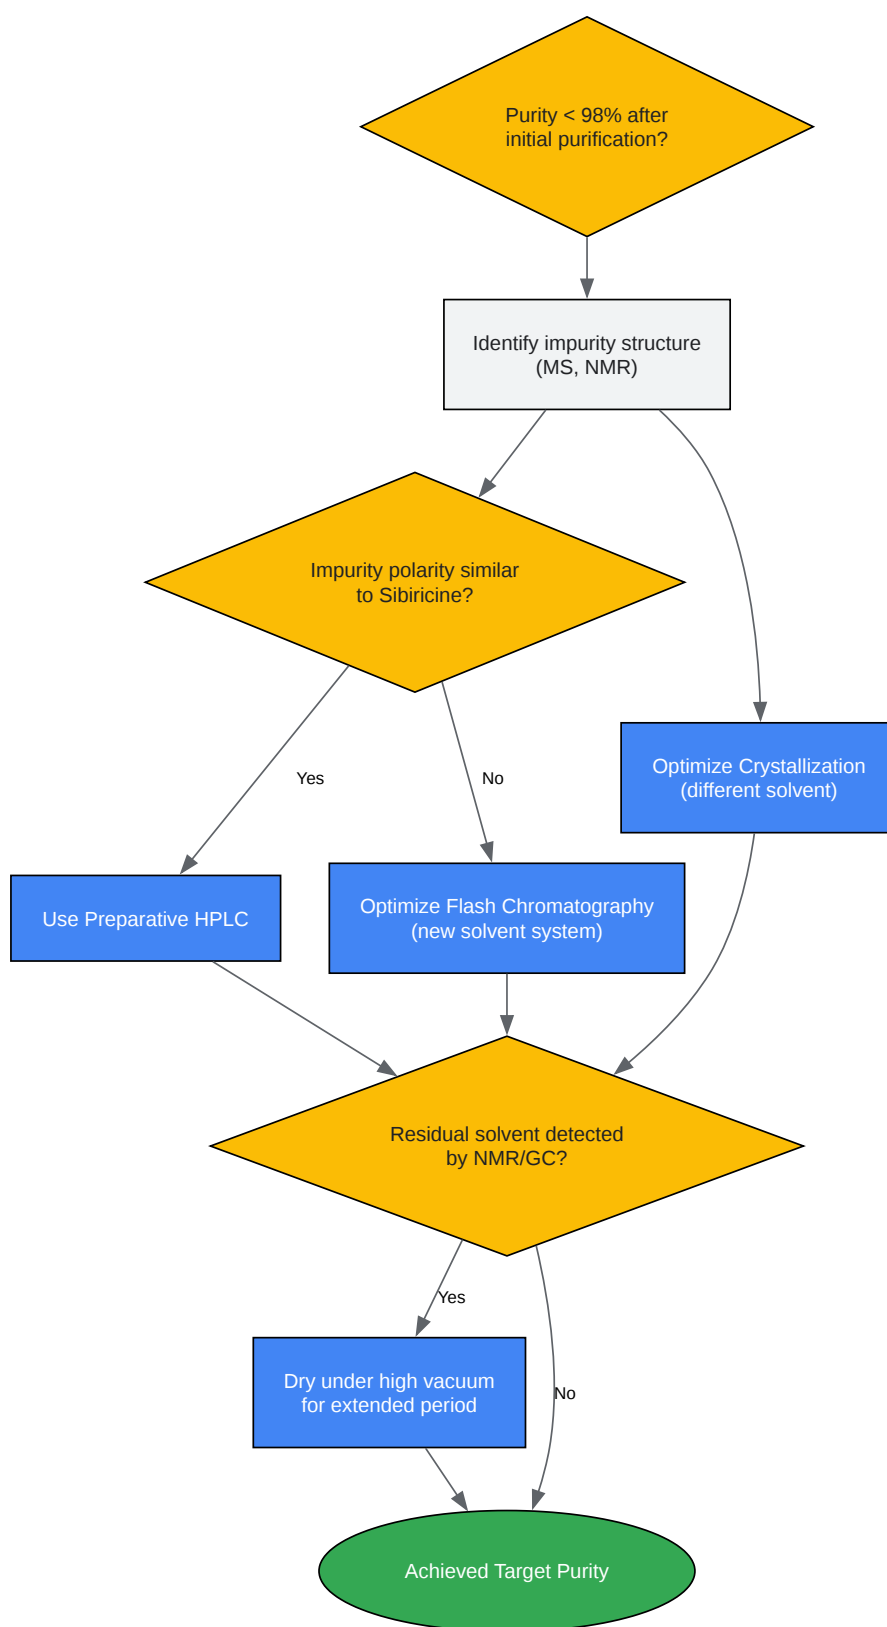 Purity < 98% after
initial purification?
Identify impurity structure
(MS, NMR)
Impurity polarity similar
to Sibiricine?
Yes
No
Optimize Crystallization
(different solvent)
Use Preparative HPLC
Optimize Flash Chromatography
(new solvent system)
Residual solvent detected
by NMR/GC?
Yes
Dry under high vacuum
for extended period
No
Achieved Target Purity